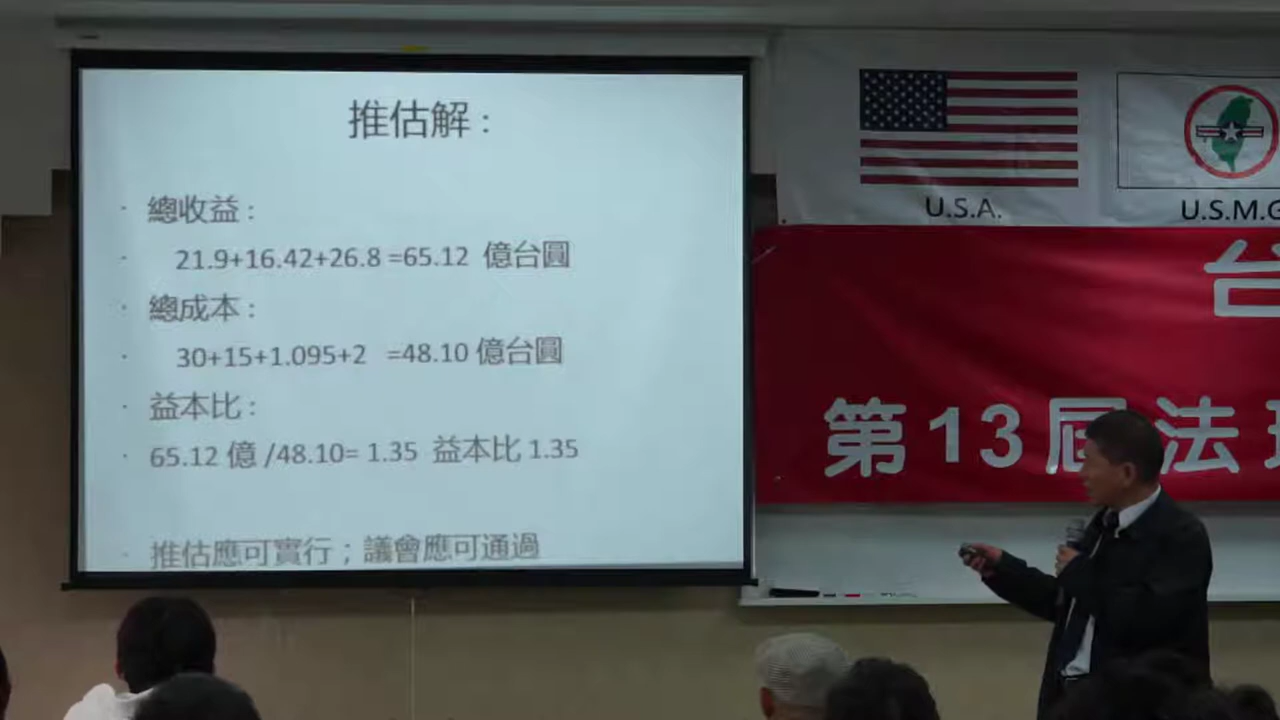 推估解：
· 總收益：
· 21.9+16.42+26.8 =65.12 億台圓
· 總成本：
· 30+15+1.095+2 =48.10 億台圓
· 益本比：
· 65.12 億 /48.10= 1.35 益本比 1.35
· 推估應可實行；議會應可通過
U.S.A.
U.S.M.G
台
第13屆法